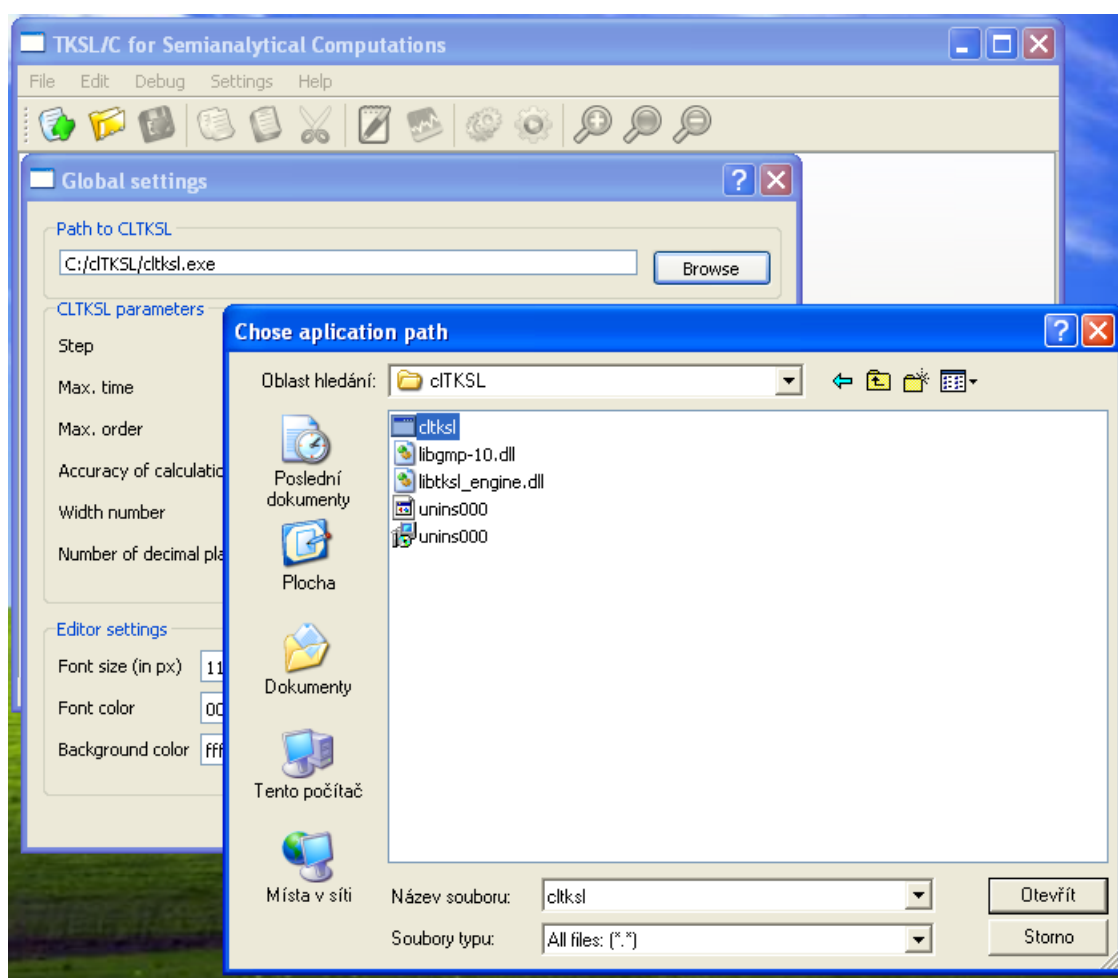 TKSL/C for Semianalytical Computations
File Edit Debug Settings Help
Global settings
Path to CLTKSL
C:/clTKSL/cltksl.exe
Browse
CLTKSL parameters
Step
Max. time
Max. order
Accuracy of calculatic
Width number
Number of decimal pla
Editor settings
Font size (in px) 11
Font color 00
Background color fff
Chose aplication path
Oblast hledání: clTKSL
Poslední dokumenty
Plocha
Dokumenty
Tento počítač
Místa v síti
cltksl
libgmp-10.dll
libtksl_engine.dll
unins000
unins000
Název souboru: cltksl
Otevřít
Soubory typu: All files: (*.*)
Storno